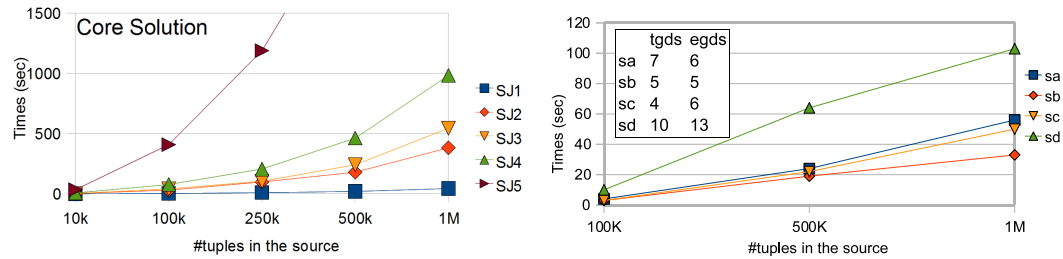 Core Solution
Times (sec)
1500
1000
500
0
10k 100k 250k 500k 1M
#tuples in the source
SJ1
SJ2
SJ3
SJ4
SJ5
Times (sec)
120
100
80
60
40
20
0
tgds egds
sa 7 6
sb 5 5
sc 4 6
sd 10 13
100K 500K 1M
#tuples in the source
sa
sb
sc
sd